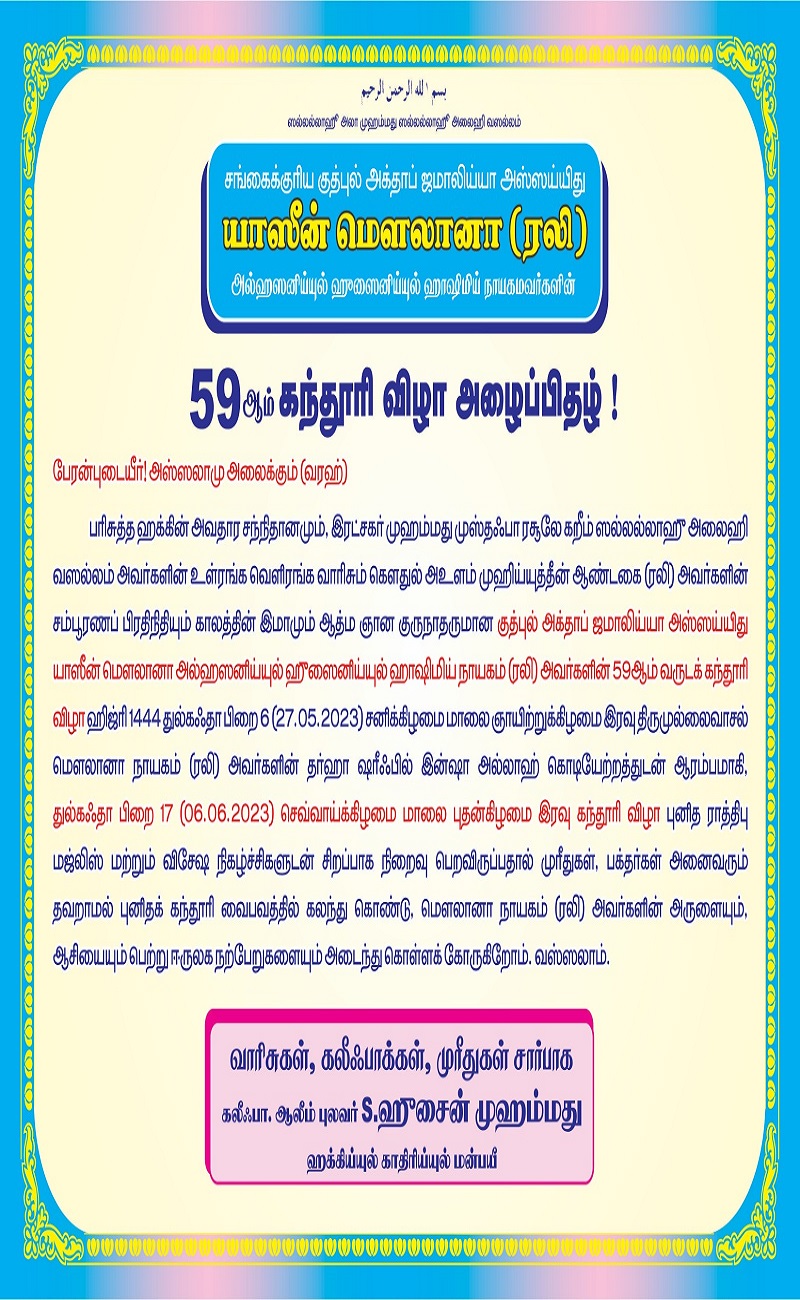 بسم الله الرحمن الرحيم
ஸல்லல்லாஹு அலா முஹம்மது ஸல்லல்லாஹு அலைஹி வஸல்லம்
சங்கைக்குரிய குத்புல் அக்தாப் ஜமாலிய்யா அஸ்ஸய்யிது
யாஸீன் மௌலானா (ரலி)
அல்ஹஸனிய்யுல் ஹுஸைனிய்யுல் ஹாஷிமிய் நாயகமவர்களின்
59ஆம் கந்தூரி விழா அழைப்பிதழ் !
பேரன்புடையீர்! அஸ்ஸலாமு அலைக்கும் (வரஹ்)
பரிசுத்த ஹக்கின் அவதார சந்நிதானமும், இரட்சகர் முஹம்மது முஸ்தஃபா ரசூலே கறீம் ஸல்லல்லாஹு அலைஹி
வஸல்லம் அவர்களின் உள்ரங்க வெளிரங்க வாரிசும் கௌதுல் அஉளம் முஹிய்யுத்தீன் ஆண்டகை (ரலி) அவர்களின்
சம்பூரணப் பிரதிநிதியும் காலத்தின் இமாமும் ஆத்ம ஞான குருநாதருமான குத்புல் அக்தாப் ஜமாலிய்யா அஸ்ஸய்யிது
யாஸீன் மௌலானா அல்ஹஸனிய்யுல் ஹுஸைனிய்யுல் ஹாஷிமிய் நாயகம் (ரலி) அவர்களின் 59ஆம் வருடக் கந்தூரி
விழா ஹிஜ்ரி 1444 துல்கஃதா பிறை 6 (27.05.2023) சனிக்கிழமை மாலை ஞாயிற்றுக்கிழமை இரவு திருமுல்லைவாசல்
மௌலானா நாயகம் (ரலி) அவர்களின் தர்ஹா ஷரீஃபில் இன்ஷா அல்லாஹ் கொடியேற்றத்துடன் ஆரம்பமாகி,
துல்கஃதா பிறை 17 (06.06.2023) செவ்வாய்க்கிழமை மாலை புதன்கிழமை இரவு கந்தூரி விழா புனித ராத்திபு
மஜ்லிஸ் மற்றும் விசேஷ நிகழ்ச்சிகளுடன் சிறப்பாக நிறைவு பெறவிருப்பதால் முரீதுகள், பக்தர்கள் அனைவரும்
தவறாமல் புனிதக் கந்தூரி வைபவத்தில் கலந்து கொண்டு, மௌலானா நாயகம் (ரலி) அவர்களின் அருளையும்,
ஆசியையும் பெற்று ஈருலக நற்பேறுகளையும் அடைந்து கொள்ளக் கோருகிறோம். வஸ்ஸலாம்.
வாரிசுகள், கலீஃபாக்கள், முரீதுகள் சார்பாக
கலீஃபா. ஆலிம் புலவர் S.ஹுசைன் முஹம்மது
ஹக்கிய்யுல் காதிரிய்யுல் மன்பயீ